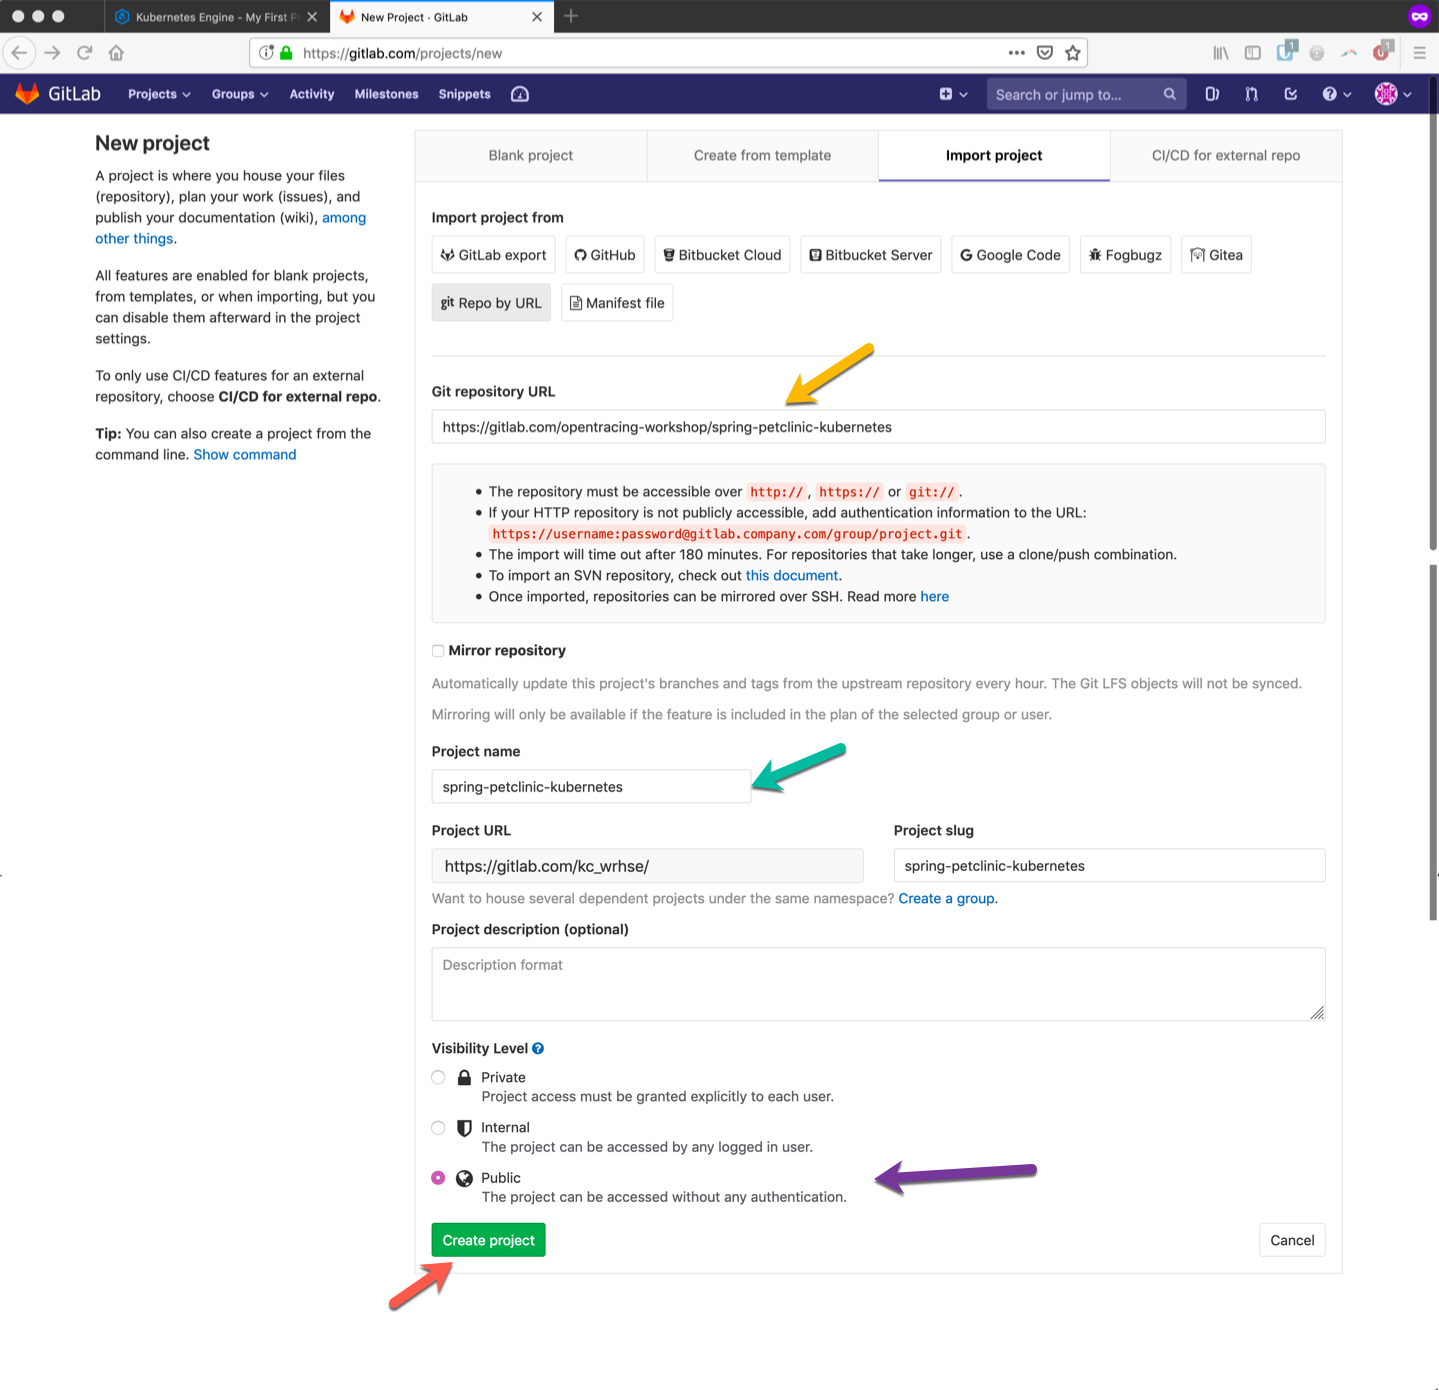 Kubernetes Engine - My First P
New Project · GitLab
https://gitlab.com/projects/new
1
1
GitLab
Projects
Groups
Activity
Milestones
Snippets
Search or jump to...
New project
A project is where you house your files
(repository), plan your work (issues), and
publish your documentation (wiki), among
other things.
All features are enabled for blank projects,
from templates, or when importing, but you
can disable them afterward in the project
settings.
To only use CI/CD features for an external
repository, choose CI/CD for external repo.
Tip: You can also create a project from the
command line. Show command
Blank project
Create from template
Import project
CI/CD for external repo
Import project from
GitLab export
GitHub
Bitbucket Cloud
Bitbucket Server
Google Code
Fogbugz
Gitea
git Repo by URL
Manifest file
Git repository URL
https://gitlab.com/opentracing-workshop/spring-petclinic-kubernetes
• The repository must be accessible over http://, https:// or git://.
• If your HTTP repository is not publicly accessible, add authentication information to the URL:
https://username:password@gitlab.company.com/group/project.git.
• The import will time out after 180 minutes. For repositories that take longer, use a clone/push combination.
• To import an SVN repository, check out this document.
• Once imported, repositories can be mirrored over SSH. Read more here
Mirror repository
Automatically update this project's branches and tags from the upstream repository every hour. The Git LFS objects will not be synced.
Mirroring will only be available if the feature is included in the plan of the selected group or user.
Project name
spring-petclinic-kubernetes
Project URL
Project slug
https://gitlab.com/kc_wrhse/
spring-petclinic-kubernetes
Want to house several dependent projects under the same namespace? Create a group.
Project description (optional)
Description format
Visibility Level
Private
Project access must be granted explicitly to each user.
Internal
The project can be accessed by any logged in user.
Public
The project can be accessed without any authentication.
Create project
Cancel